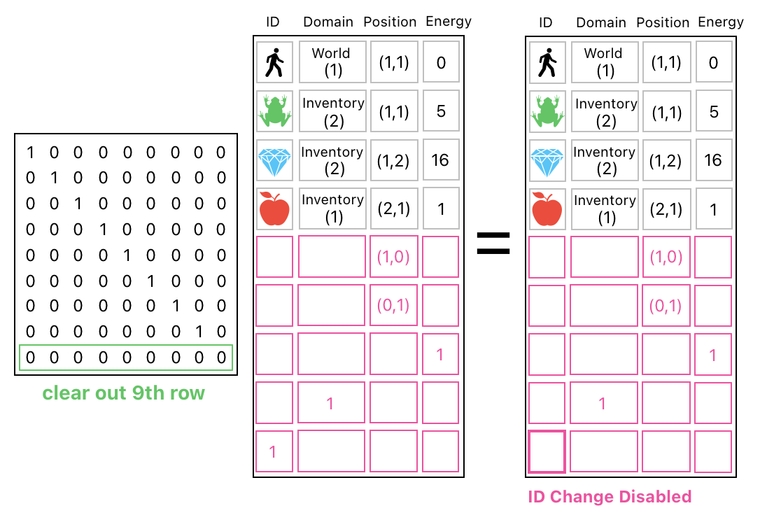 ID Domain Position Energy
World (1) (1,1) 0
Inventory (2) (1,1) 5
Inventory (2) (1,2) 16
Inventory (1) (2,1) 1
(1,0)
(0,1)
1
1
1
1 0 0 0 0 0 0 0 0
0 1 0 0 0 0 0 0 0
0 0 1 0 0 0 0 0 0
0 0 0 1 0 0 0 0 0
0 0 0 0 1 0 0 0 0
0 0 0 0 0 1 0 0 0
0 0 0 0 0 0 1 0 0
0 0 0 0 0 0 0 1 0
0 0 0 0 0 0 0 0 0
clear out 9th row
=
ID Domain Position Energy
World (1) (1,1) 0
Inventory (2) (1,1) 5
Inventory (2) (1,2) 16
Inventory (1) (2,1) 1
(1,0)
(0,1)
1
1
ID Change Disabled